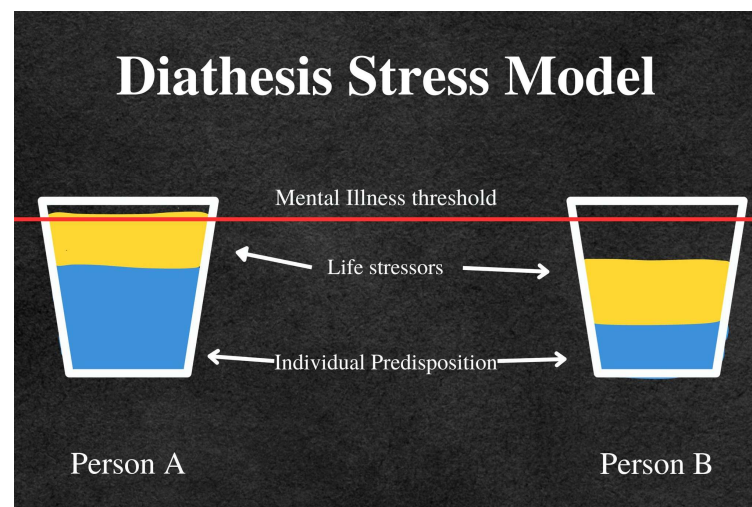 Diathesis Stress Model
Mental Illness threshold
Life stressors
Individual Predisposition
Person A
Person B